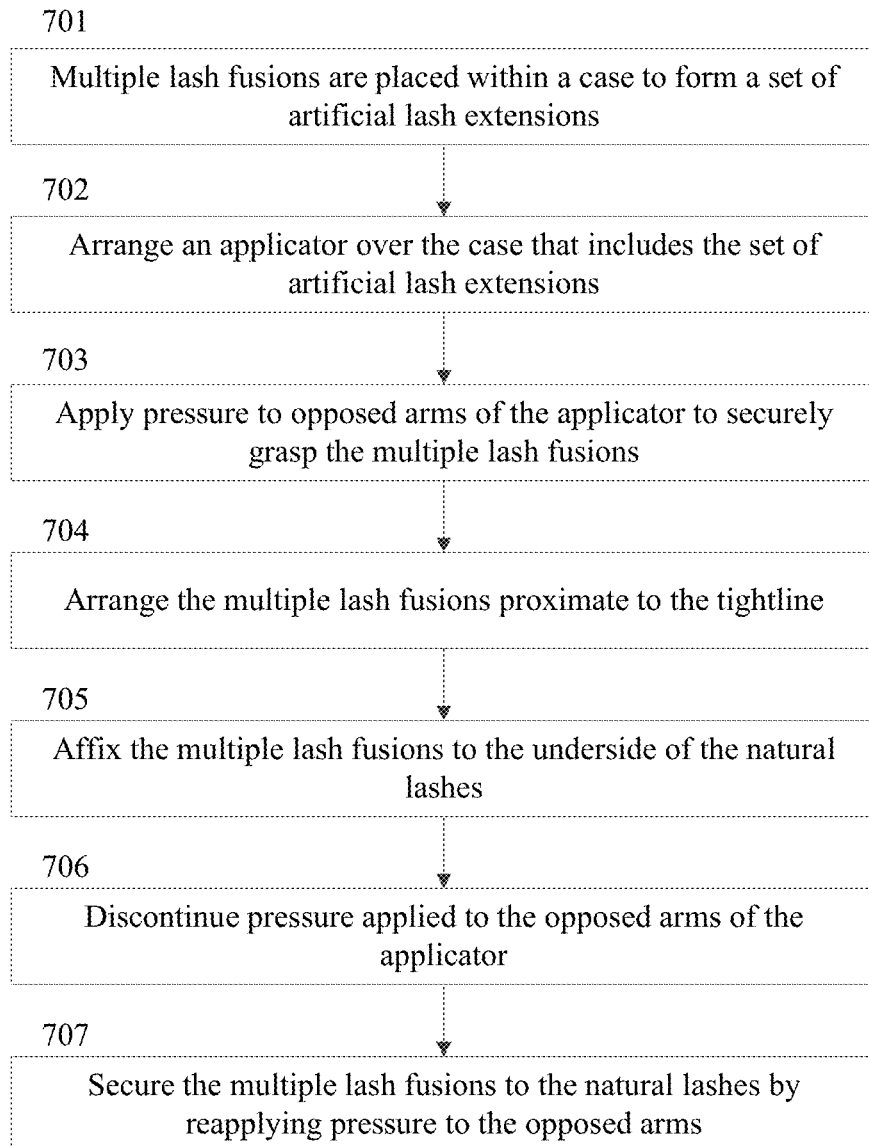 701
Multiple lash fusions are placed within a case to form a set of
artificial lash extensions
702
Arrange an applicator over the case that includes the set of
artificial lash extensions
703
Apply pressure to opposed arms of the applicator to securely
grasp the multiple lash fusions
704
Arrange the multiple lash fusions proximate to the tightline
705
Affix the multiple lash fusions to the underside of the natural
lashes
706
Discontinue pressure applied to the opposed arms of the
applicator
707
Secure the multiple lash fusions to the natural lashes by
reapplying pressure to the opposed arms